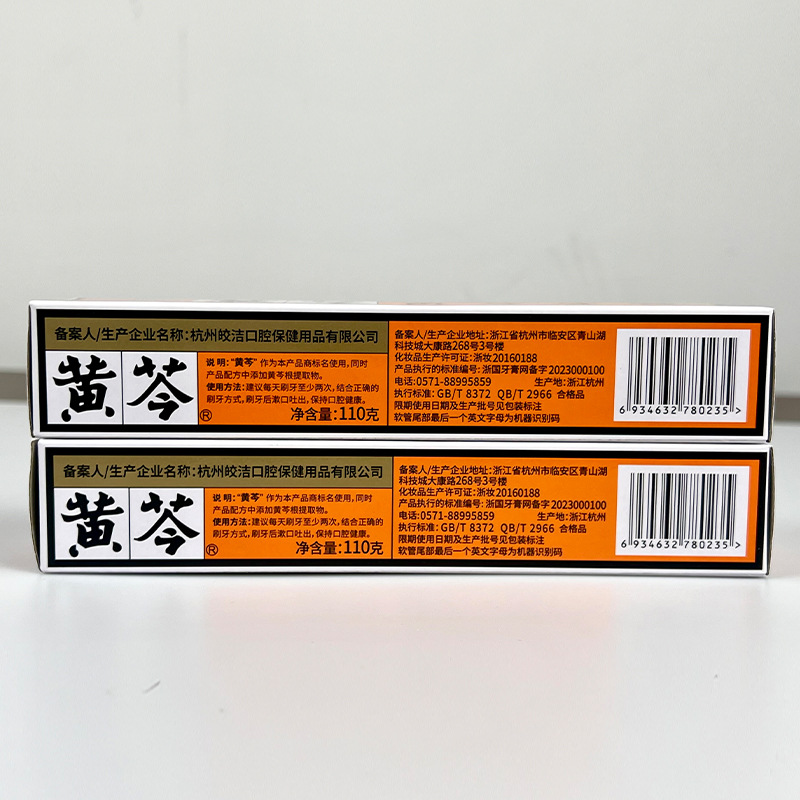 备案人/生产企业名称:杭州皎洁口腔保健用品有限公司
黄芩®
说明:"黄芩"作为本产品商标名使用,同时
产品配方中添加黄芩根提取物。
使用方法:建议每天刷牙至少两次,结合正确的
刷牙方式,刷牙后漱口吐出,保持口腔健康。
净含量:110克
备案人/生产企业地址:浙江省杭州市临安区青山湖
科技城大康路268号3号楼
化妆品生产许可证:浙妆20160188
产品执行的标准编号:浙国牙膏网备字2023000100
电话:0571-88995859 生产地:浙江杭州
执行标准:GB/T 8372 QB/T 2966 合格品
限期使用日期及生产批号见包装标注
软管尾部最后一个英文字母为机器识别码
6 934632 780235 >
备案人/生产企业名称:杭州皎洁口腔保健用品有限公司
黄芩®
说明:"黄芩"作为本产品商标名使用,同时
产品配方中添加黄芩根提取物。
使用方法:建议每天刷牙至少两次,结合正确的
刷牙方式,刷牙后漱口吐出,保持口腔健康。
净含量:110克
备案人/生产企业地址:浙江省杭州市临安区青山湖
科技城大康路268号3号楼
化妆品生产许可证:浙妆20160188
产品执行的标准编号:浙国牙膏网备字2023000100
电话:0571-88995859 生产地:浙江杭州
执行标准:GB/T 8372 QB/T 2966 合格品
限期使用日期及生产批号见包装标注
软管尾部最后一个英文字母为机器识别码
6 934632 780235 >